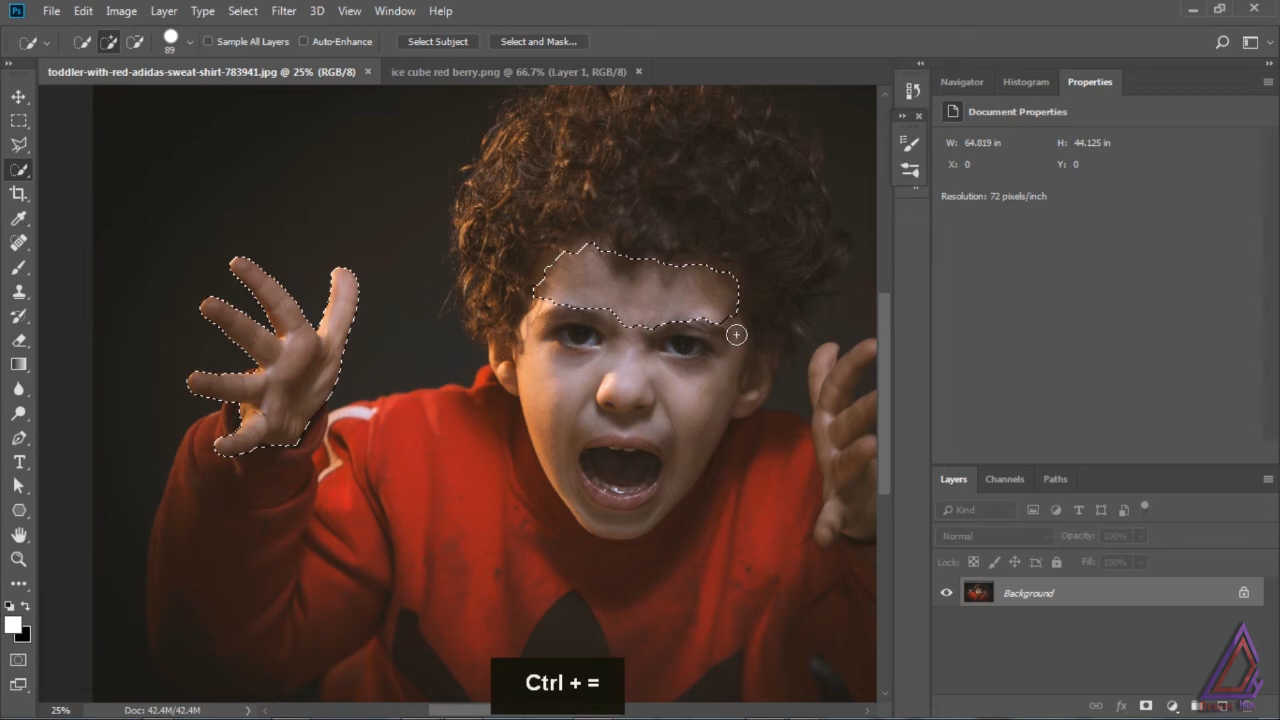 Ps File Edit Image Layer Type Select Filter 3D View Window Help
89 Sample All Layers Auto-Enhance Select Subject Select and Mask...
toddler-with-red-adidas-sweat-shirt-783941.jpg @ 25% (RGB/8) × ice cube red berry.png @ 66.7% (Layer 1, RGB/8) ×
Navigator Histogram Properties
Document Properties
W: 64.819 in H: 44.125 in
X: 0 Y: 0
Resolution: 72 pixels/inch
Layers Channels Paths
Kind
Normal Opacity: 100%
Lock: Fill: 100%
Background
Ctrl + =
25% Doc: 42.4M/42.4M